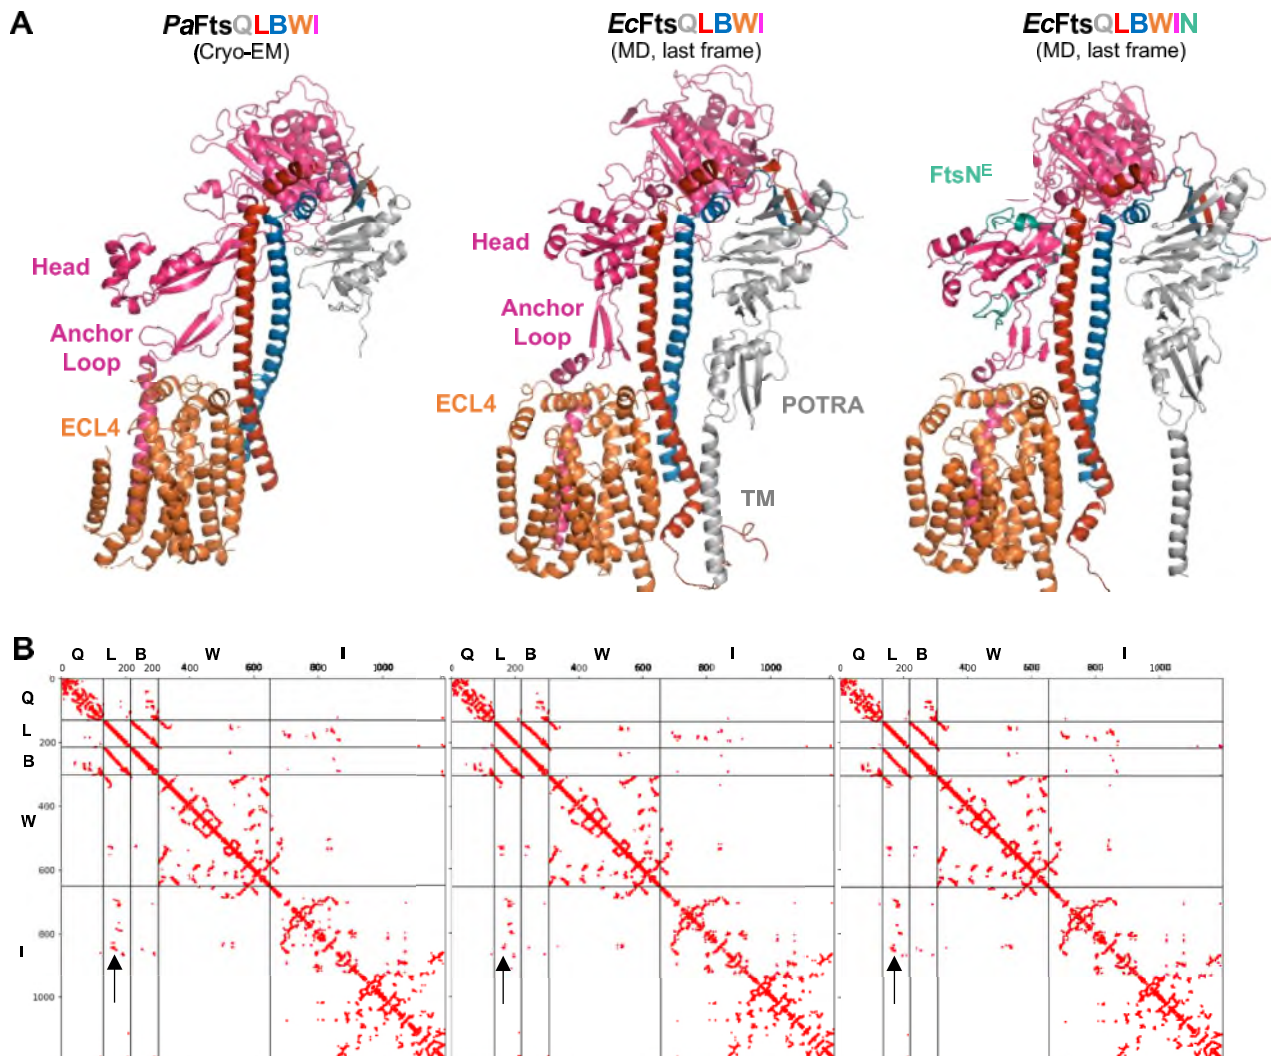 A
PaFtsQLBWI
(Cryo-EM)
EcFtsQLBWI
(MD, last frame)
EcFtsQLBWIN
(MD, last frame)
FtsNE
Head
Head
Anchor
Loop
Anchor
Loop
ECL4
ECL4
POTRA
TM
B
Q L B W I
0 200 200 400 600 800 1000
Q L B W I
0 200 400 600 800 1000
Q L B W I
0 200 400 600 800 1000
0
Q
L
200
B
400
W
600
800
I
1000